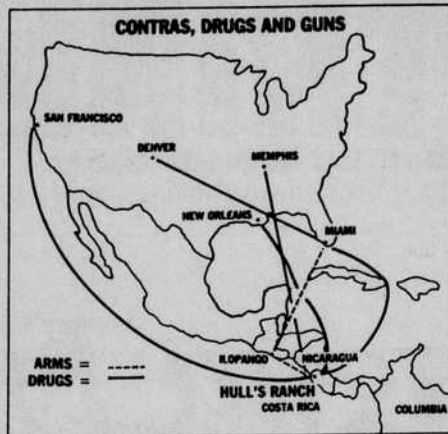 CONTRAS, DRUGS AND GUNS
SAN FRANCISCO
DENVER
MEMPHIS
NEW ORLEANS
MIAMI
ILOPANGO
NICARAGUA
ARMS =
DRUGS =
HULL'S RANCH
COSTA RICA
COLUMBIA